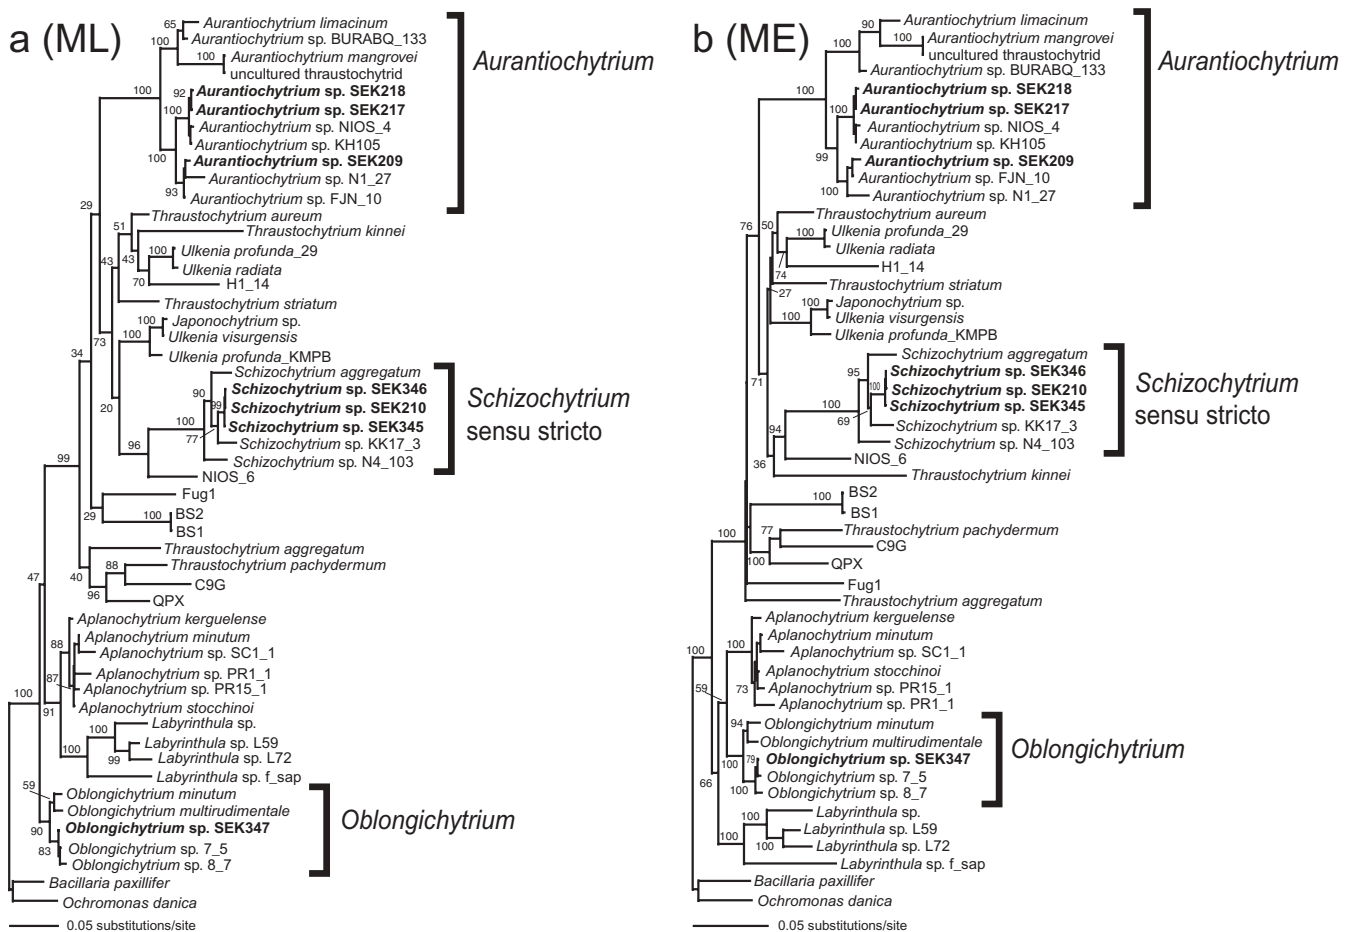 a (ML)
65
Aurantiochytrium limacinum
Aurantiochytrium sp. BURABQ_133
100
100
Aurantiochytrium mangrovei
uncultured thraustochytrid
Aurantiochytrium
100
92
Aurantiochytrium sp. SEK218
100
Aurantiochytrium sp. SEK217
Aurantiochytrium sp. NIOS_4
Aurantiochytrium sp. KH105
100
Aurantiochytrium sp. SEK209
Aurantiochytrium sp. N1_27
93
Aurantiochytrium sp. FJN_10
29
51
Thraustochytrium aureum
Thraustochytrium kinnei
43
43
100
Ulkenia profunda_29
Ulkenia radiata
70
H1_14
Thraustochytrium striatum
73
100
Japonochytrium sp.
100
Ulkenia visurgensis
Ulkenia profunda_KMPB
34
20
Schizochytrium aggregatum
90
Schizochytrium sp. SEK346
99
Schizochytrium sp. SEK210
100
Schizochytrium sp. SEK345
77
Schizochytrium sp. KK17_3
96
Schizochytrium sp. N4_103
NIOS_6
Schizochytrium
sensu stricto
99
Fug1
29
100
BS2
BS1
Thraustochytrium aggregatum
40
88
Thraustochytrium pachydermum
C9G
96
QPX
47
Aplanochytrium kerguelense
88
Aplanochytrium minutum
Aplanochytrium sp. SC1_1
Aplanochytrium sp. PR1_1
87
Aplanochytrium sp. PR15_1
Aplanochytrium stocchinoi
100
91
Labyrinthula sp.
100
Labyrinthula sp. L59
99
Labyrinthula sp. L72
100
Labyrinthula sp. f_sap
59
Oblongichytrium minutum
Oblongichytrium multirudimentale
90
Oblongichytrium sp. SEK347
83
Oblongichytrium sp. 7_5
Oblongichytrium sp. 8_7
Oblongichytrium
Bacillaria paxillifer
Ochromonas danica
0.05 substitutions/site
b (ME)
90
Aurantiochytrium limacinum
100
100
Aurantiochytrium mangrovei
uncultured thraustochytrid
Aurantiochytrium sp. BURABQ_133
Aurantiochytrium
100
Aurantiochytrium sp. SEK218
100
Aurantiochytrium sp. SEK217
Aurantiochytrium sp. NIOS_4
Aurantiochytrium sp. KH105
99
Aurantiochytrium sp. SEK209
Aurantiochytrium sp. FJN_10
100
Aurantiochytrium sp. N1_27
76
50
Thraustochytrium aureum
100
Ulkenia profunda_29
Ulkenia radiata
74
H1_14
27
Thraustochytrium striatum
100
Japonochytrium sp.
100
Ulkenia visurgensis
Ulkenia profunda_KMPB
71
95
Schizochytrium aggregatum
100
Schizochytrium sp. SEK346
Schizochytrium sp. SEK210
100
Schizochytrium sp. SEK345
69
Schizochytrium sp. KK17_3
94
Schizochytrium sp. N4_103
NIOS_6
36
Thraustochytrium kinnei
Schizochytrium
sensu stricto
100
BS2
BS1
100
77
Thraustochytrium pachydermum
C9G
100
QPX
Fug1
Thraustochytrium aggregatum
Aplanochytrium kerguelense
100
Aplanochytrium minutum
Aplanochytrium sp. SC1_1
100
Aplanochytrium stocchinoi
73
Aplanochytrium sp. PR15_1
Aplanochytrium sp. PR1_1
59
94
Oblongichytrium minutum
Oblongichytrium multirudimentale
100
79
Oblongichytrium sp. SEK347
Oblongichytrium sp. 7_5
100
Oblongichytrium sp. 8_7
Oblongichytrium
66
Labyrinthula sp.
100
Labyrinthula sp. L59
100
Labyrinthula sp. L72
100
Labyrinthula sp. f_sap
Bacillaria paxillifer
Ochromonas danica
0.05 substitutions/site